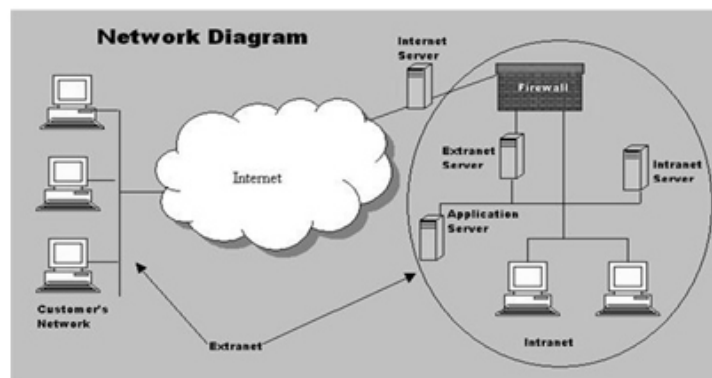 Network Diagram
Internet
Server
Firewall
Internet
Extranet
Server
Intranet
Server
Application
Server
Customer's
Network
Extranet
Intranet